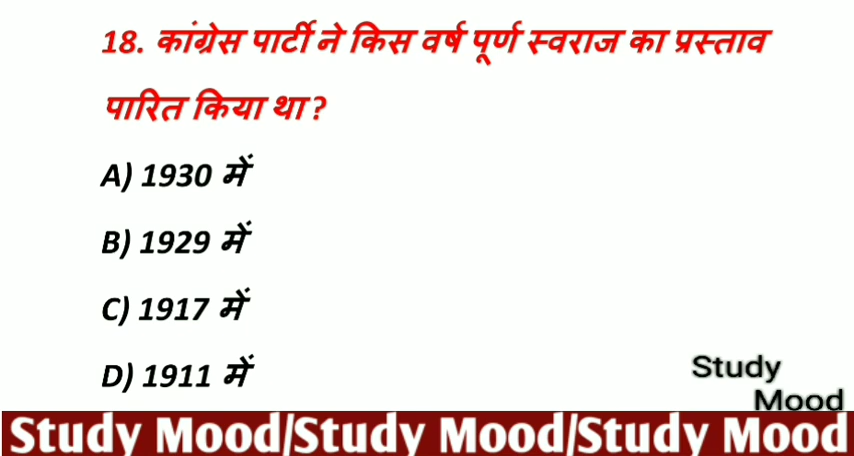 18. कांग्रेस पार्टी ने किस वर्ष पूर्ण स्वराज का प्रस्ताव
पारित किया था?
A) 1930 में
B) 1929 में
C) 1917 में
D) 1911 में
Study
Mood
Study Mood/Study Mood/Study Mood